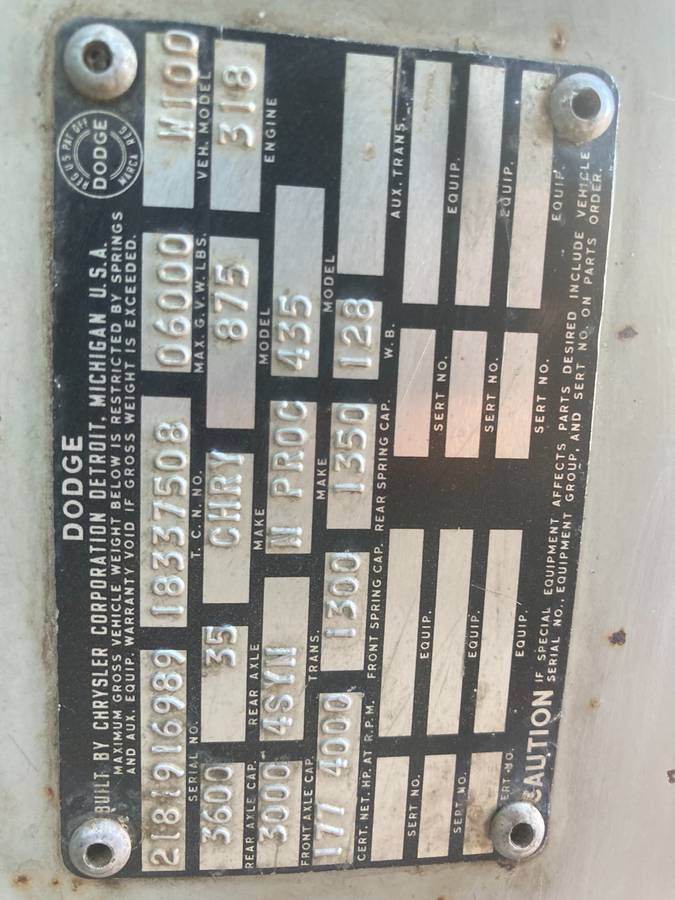 DODGE
BUILT BY CHRYSLER CORPORATION DETROIT, MICHIGAN U.S.A.
MAXIMUM GROSS VEHICLE WEIGHT BELOW IS RESTRICTED BY SPRINGS
AND AUX. EQUIP. WARRANTY VOID IF GROSS WEIGHT IS EXCEEDED.
REG U S PAT OFF
DODGE
MARCA REG
2181916989 18337508 06000 W100
SERIAL NO. T. C. N. NO. MAX. G. V. W. LBS. VEH. MODEL
3600 35 CHRY 875 318
REAR AXLE CAP. REAR AXLE MAKE MODEL ENGINE
3000 4SYN N PROC 435
FRONT AXLE CAP. TRANS. MAKE MODEL
177 4000 1300 1350 128
CERT. NET. HP. AT R.P.M. FRONT SPRING CAP. REAR SPRING CAP. W. B. AUX. TRANS.
SERT NO. EQUIP. SERT NO. EQUIP.
SERT NO. EQUIP. SERT NO. EQUIP.
SERT NO. EQUIP. SERT NO. EQUIP.
CAUTION
IF SPECIAL EQUIPMENT AFFECTS PARTS DESIRED INCLUDE VEHICLE
SERIAL NO., EQUIPMENT GROUP, AND SERT NO. ON PARTS ORDER.